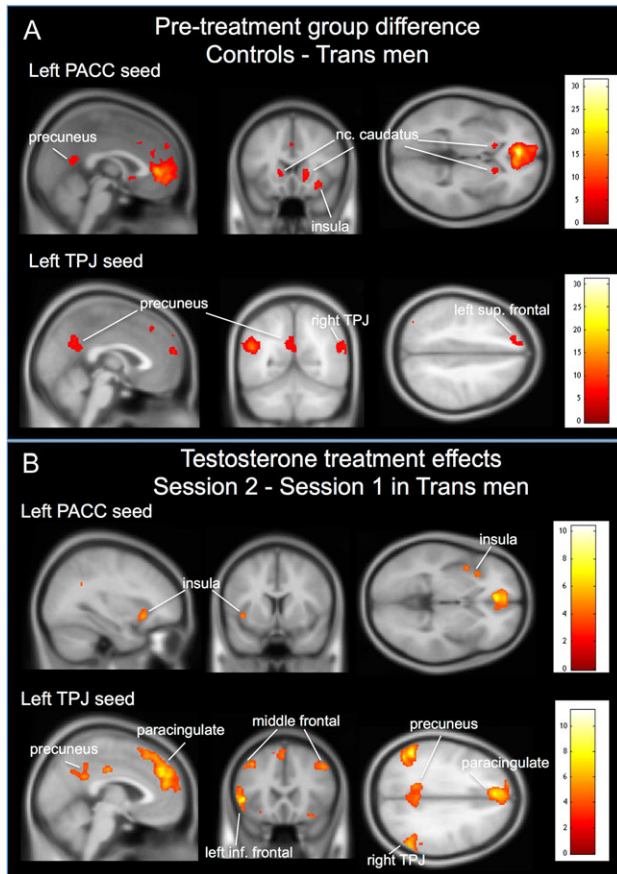 A
Pre-treatment group difference
Controls - Trans men
Left PACC seed
precuneus
nc. caudatus
insula
30
25
20
15
10
5
0
Left TPJ seed
precuneus
right TPJ
left sup. frontal
30
25
20
15
10
5
0
B
Testosterone treatment effects
Session 2 - Session 1 in Trans men
Left PACC seed
insula
insula
10
8
6
4
2
0
Left TPJ seed
precuneus
paracingulate
middle frontal
left inf. frontal
precuneus
paracingulate
right TPJ
10
8
6
4
2
0